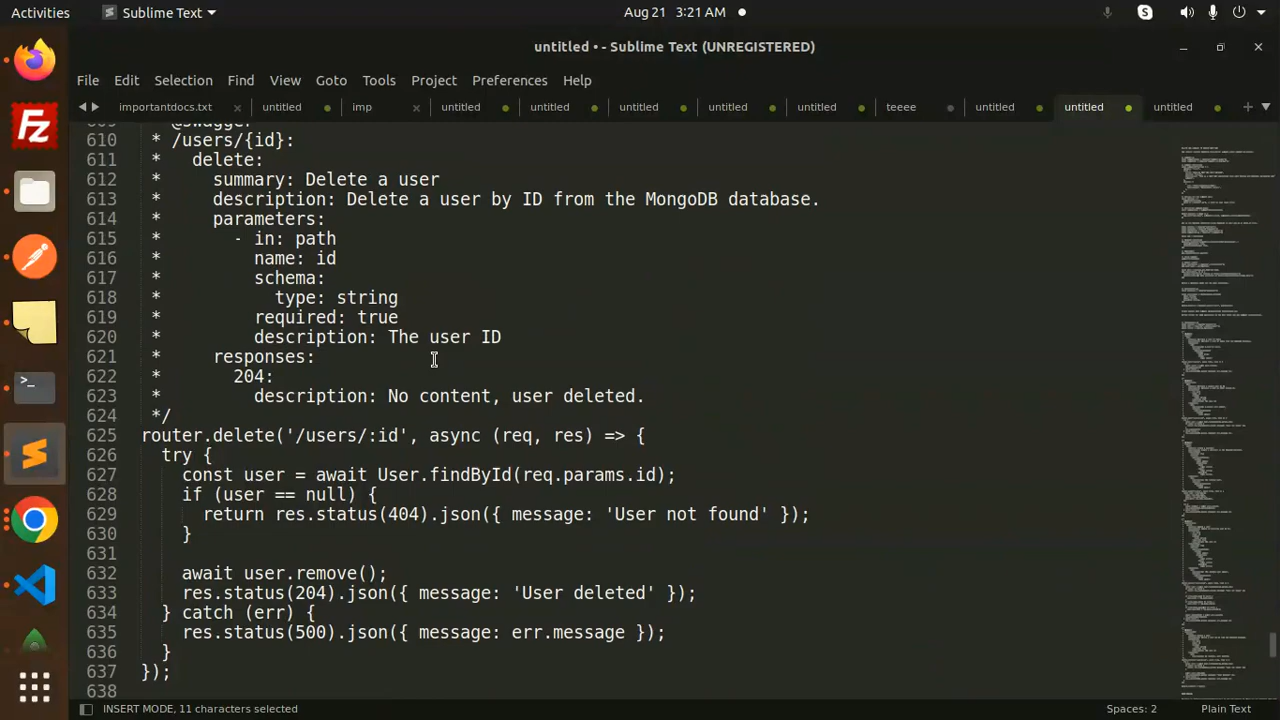 Activities Sublime Text Aug 21 3:21 AM
untitled • - Sublime Text (UNREGISTERED)
File Edit Selection Find View Goto Tools Project Preferences Help
importantdocs.txt untitled imp untitled untitled untitled untitled untitled teeee untitled untitled untitled
609 * @swagger
610 * /users/{id}:
611 *   delete:
612 *     summary: Delete a user
613 *     description: Delete a user by ID from the MongoDB database.
614 *     parameters:
615 *       - in: path
616 *         name: id
617 *         schema:
618 *           type: string
619 *         required: true
620 *         description: The user ID
621 *     responses:
622 *       204:
623 *         description: No content, user deleted.
624 */
625 router.delete('/users/:id', async (req, res) => {
626   try {
627     const user = await User.findById(req.params.id);
628     if (user == null) {
629       return res.status(404).json({ message: 'User not found' });
630     }
631
632     await user.remove();
633     res.status(204).json({ message: 'User deleted' });
634   } catch (err) {
635     res.status(500).json({ message: err.message });
636   }
637 });
638
INSERT MODE, 11 characters selected Spaces: 2 Plain Text